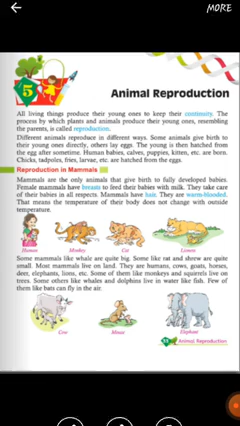 MORE
5
Animal Reproduction
All living things produce their young ones to keep their continuity. The
process by which plants and animals produce their young ones, resembling
the parents, is called reproduction.
Different animals reproduce in different ways. Some animals give birth to
their young ones directly, others lay eggs. The young is then hatched from
the egg after sometime. Human babies, calves, puppies, kitten, etc. are born.
Chicks, tadpoles, fries, larvae, etc. are hatched from the eggs.
Reproduction in Mammals
Mammals are the only animals that give birth to fully developed babies.
Female mammals have breasts to feed their babies with milk. They take care
of their babies in all respects. Mammals have hair. They are warm-blooded.
That means the temperature of their body does not change with outside
temperature.
Human Monkey Cat Lioness
Some mammals like whale are quite big. Some like rat and shrew are quite
small. Most mammals live on land. They are humans, cows, goats, horses,
deer, elephants, lions, etc. Some of them like monkeys and squirrels live on
trees. Some others like whales and dolphins live in water like fish. Few of
them like bats can fly in the air.
Cow Mouse Elephant
Animal Reproduction